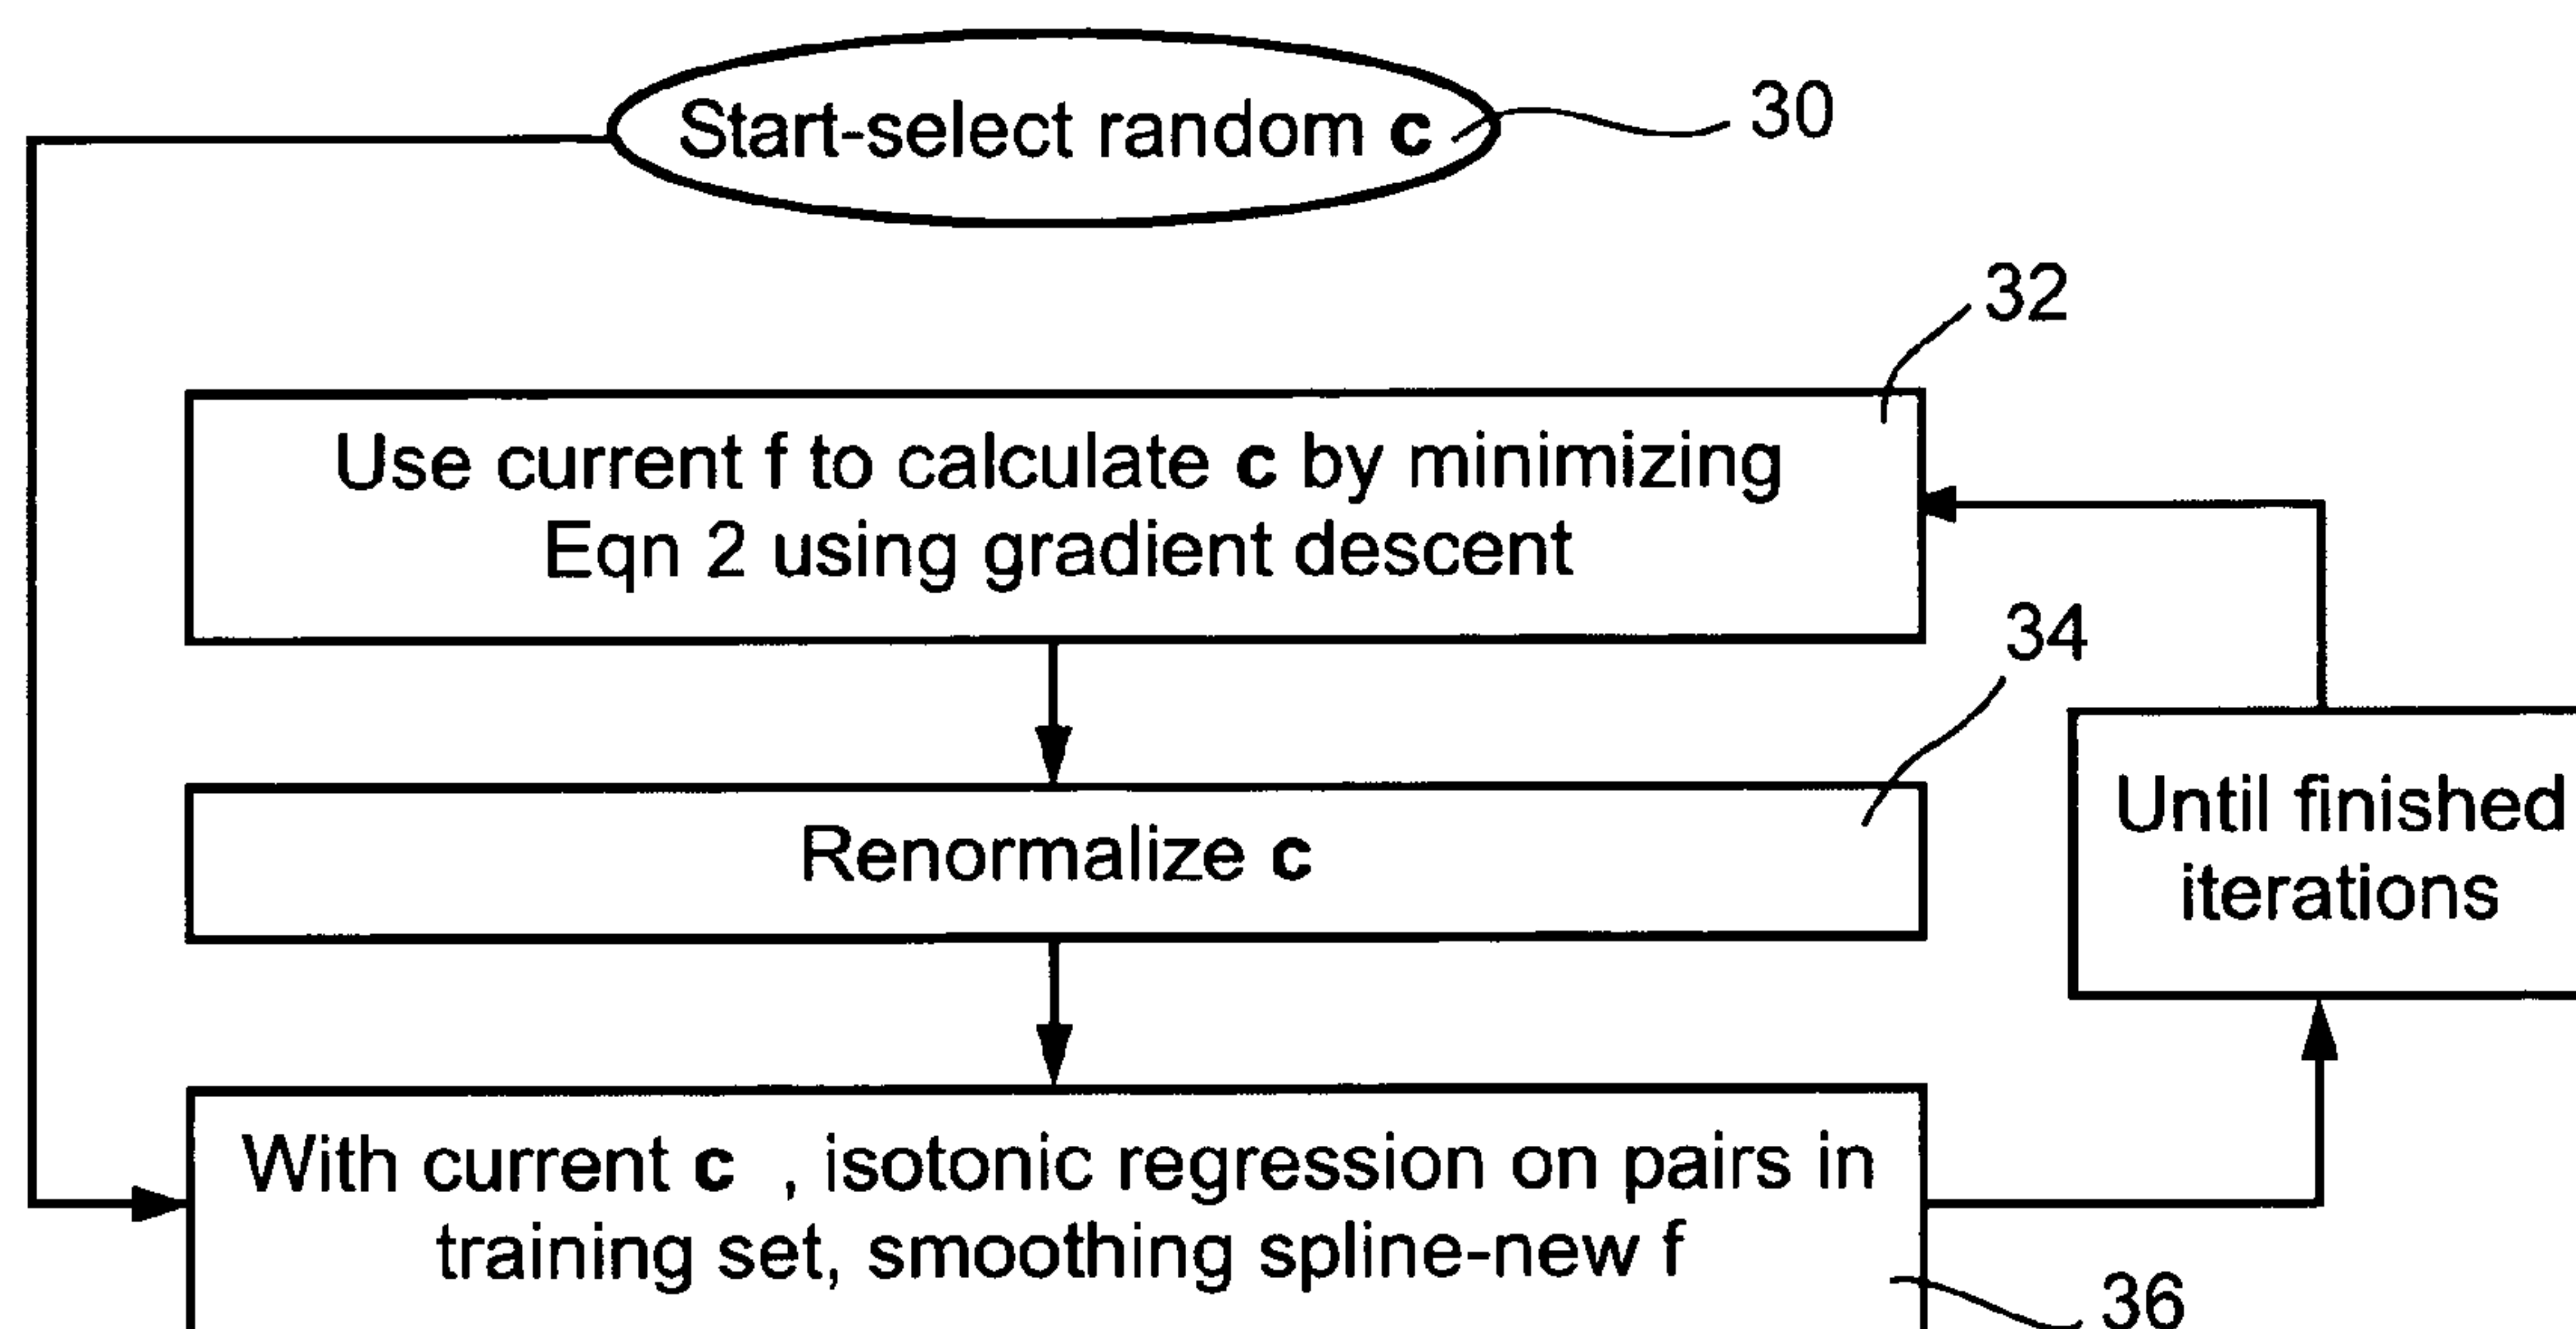 Start-select random c
30
32
Use current f to calculate c by minimizing
Eqn 2 using gradient descent
34
Renormalize c
Until finished
iterations
With current c , isotonic regression on pairs in
training set, smoothing spline-new f
36